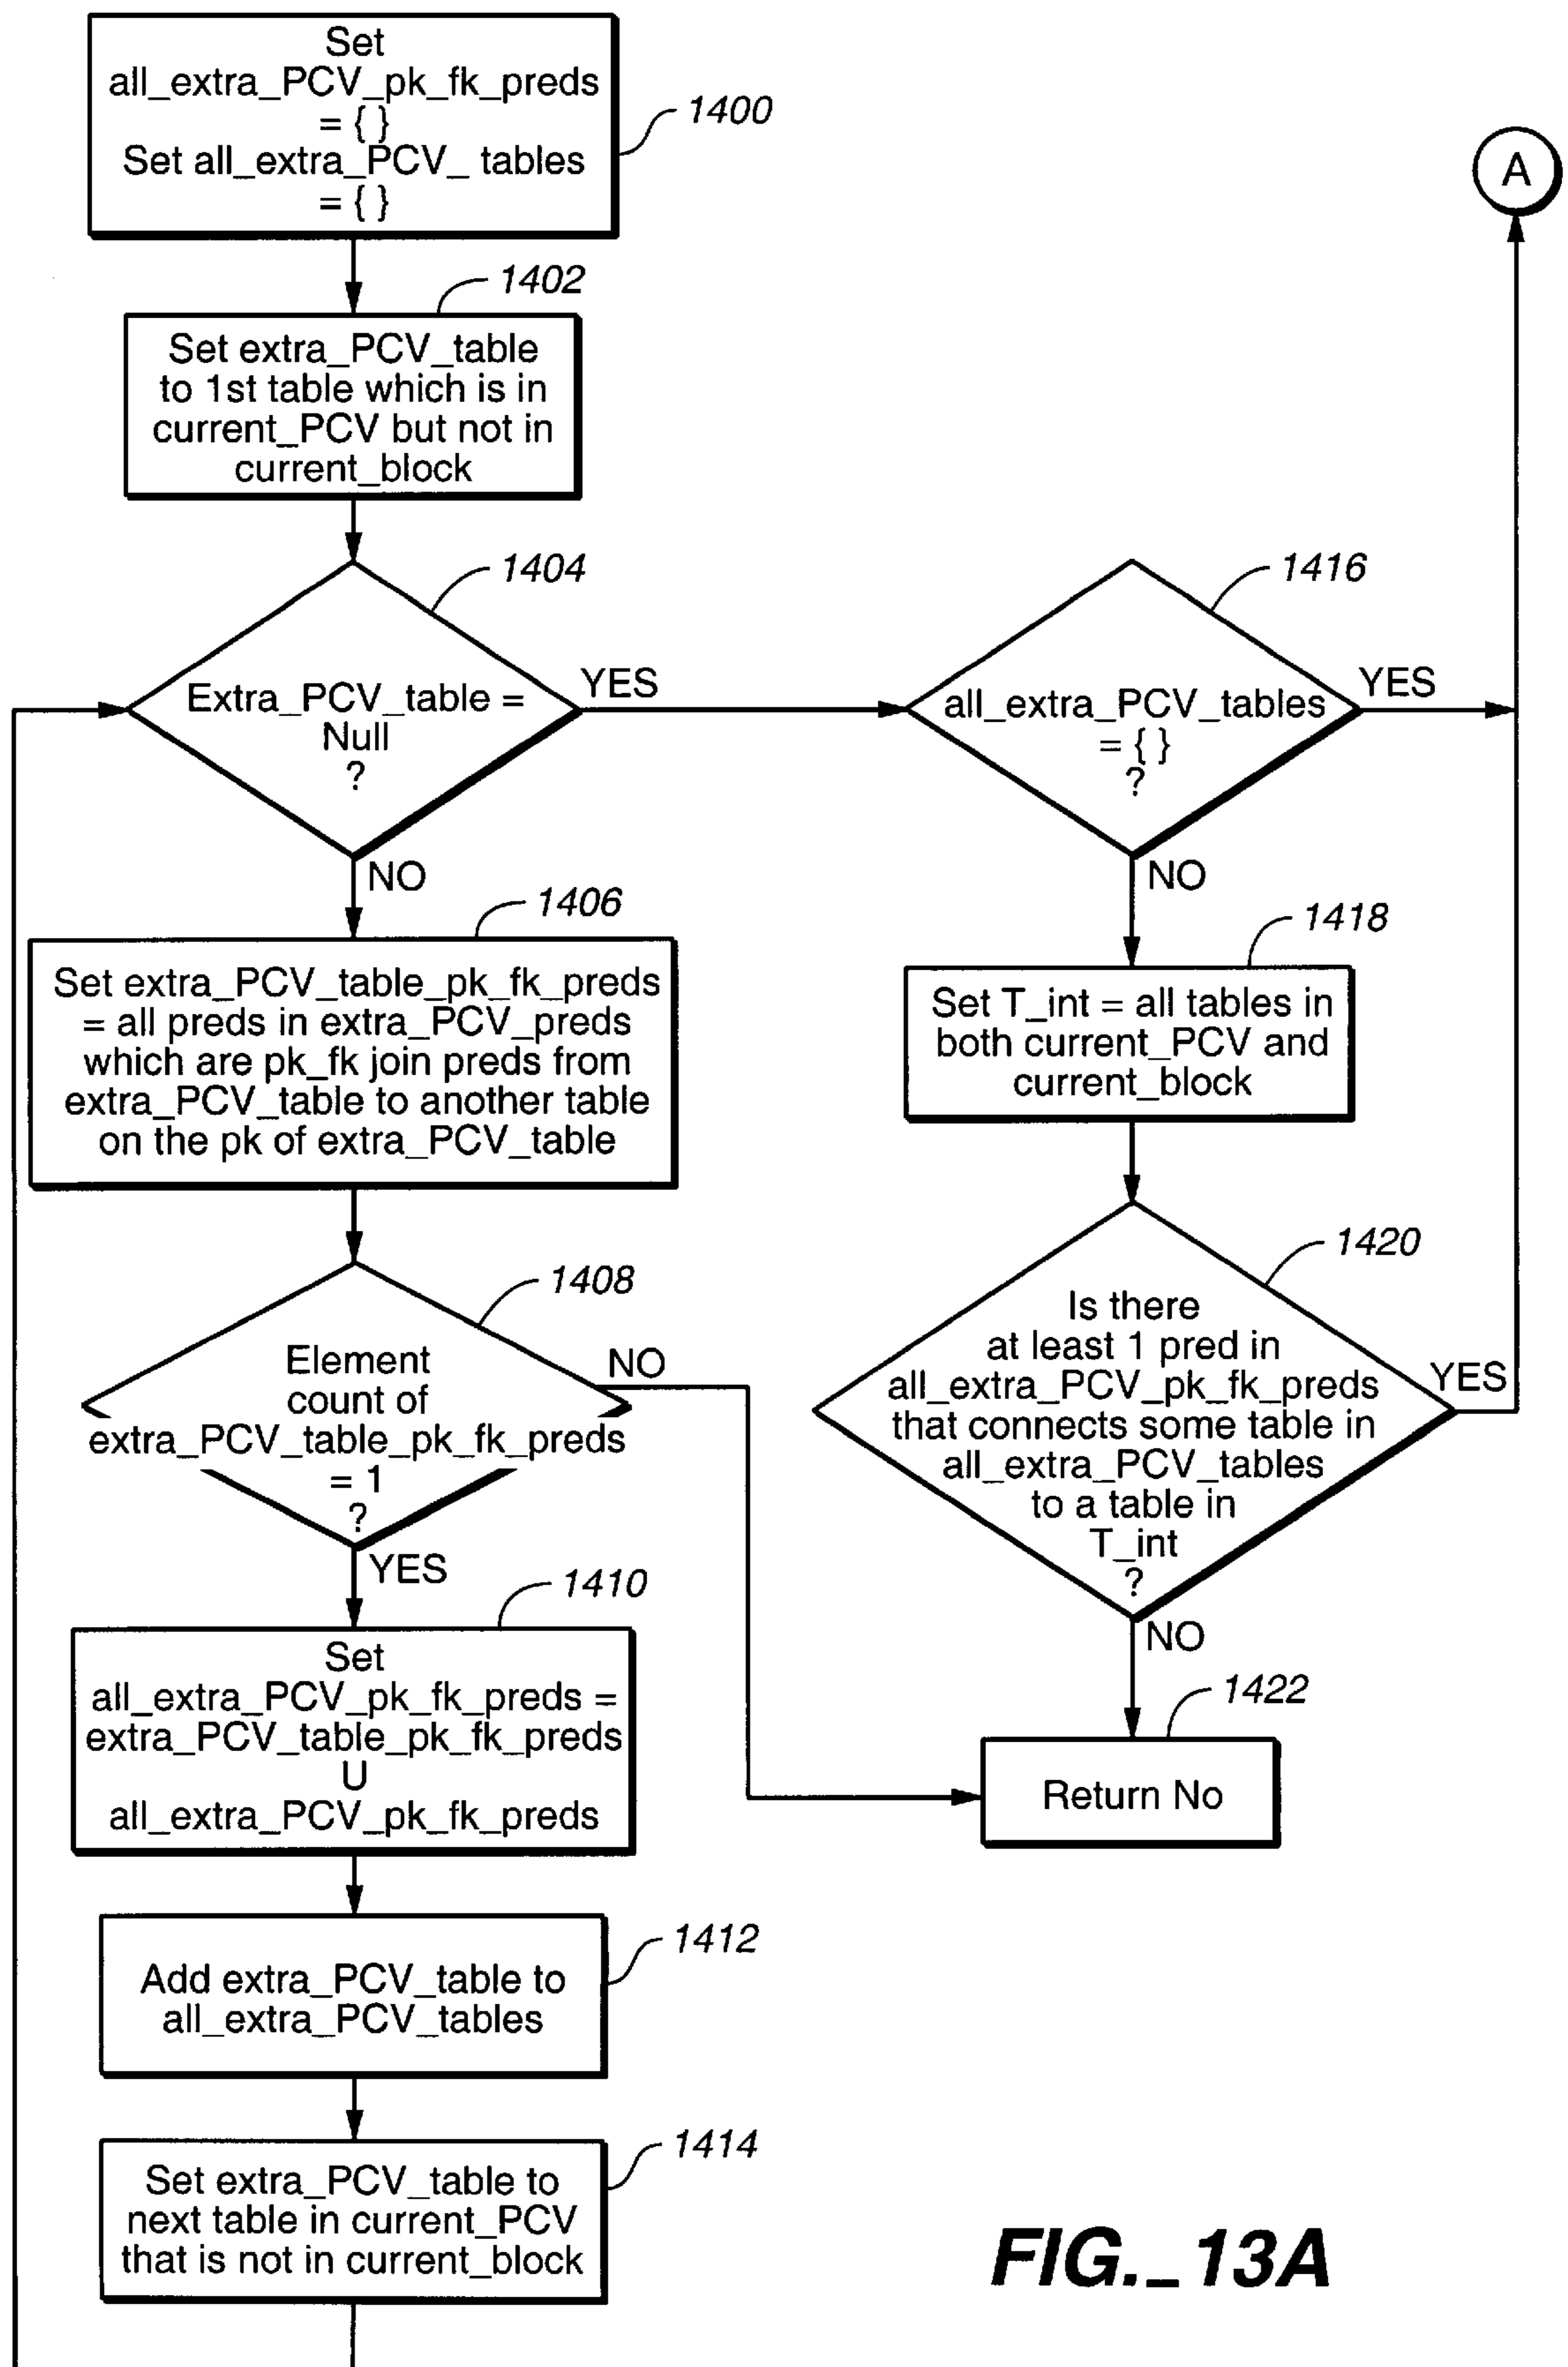 Set
all_extra_PCV_pk_fk_preds
= { }
Set all_extra_PCV_ tables
= { }
1400
A
1402
Set extra_PCV_table
to 1st table which is in
current_PCV but not in
current_block
1404
Extra_PCV_table =
Null
?
YES
NO
1416
all_extra_PCV_tables
= { }
?
YES
NO
1406
Set extra_PCV_table_pk_fk_preds
= all preds in extra_PCV_preds
which are pk_fk join preds from
extra_PCV_table to another table
on the pk of extra_PCV_table
1418
Set T_int = all tables in
both current_PCV and
current_block
1408
Element
count of
extra_PCV_table_pk_fk_preds
= 1
?
NO
YES
1420
Is there
at least 1 pred in
all_extra_PCV_pk_fk_preds
that connects some table in
all_extra_PCV_tables
to a table in
T_int
?
YES
NO
1410
Set
all_extra_PCV_pk_fk_preds =
extra_PCV_table_pk_fk_preds
U
all_extra_PCV_pk_fk_preds
1422
Return No
1412
Add extra_PCV_table to
all_extra_PCV_tables
1414
Set extra_PCV_table to
next table in current_PCV
that is not in current_block
FIG._13A